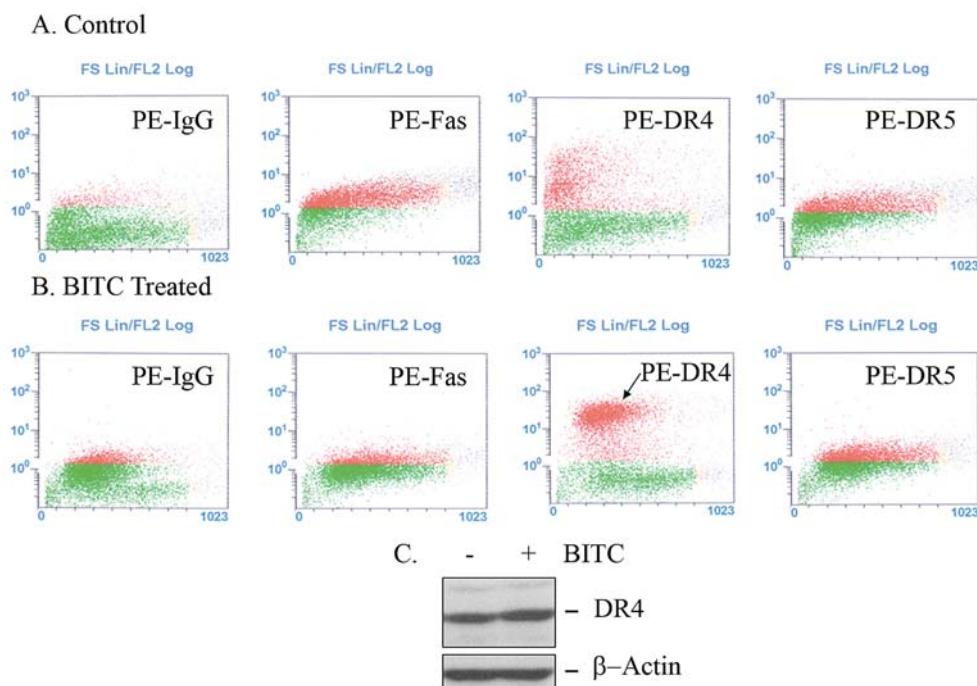 A. Control
FS Lin/FL2 Log FS Lin/FL2 Log FS Lin/FL2 Log FS Lin/FL2 Log
10³ 10³ 10³ 10³
PE-IgG PE-Fas PE-DR4 PE-DR5
10² 10² 10² 10²
10¹ 10¹ 10¹ 10¹
10⁰ 10⁰ 10⁰ 10⁰
0 1023 0 1023 0 1023 0 1023
B. BITC Treated
FS Lin/FL2 Log FS Lin/FL2 Log FS Lin/FL2 Log FS Lin/FL2 Log
10³ 10³ 10³ 10³
PE-IgG PE-Fas PE-DR4 PE-DR5
10² 10² 10² 10²
10¹ 10¹ 10¹ 10¹
10⁰ 10⁰ 10⁰ 10⁰
0 1023 0 1023 0 1023 0 1023
C. - + BITC
– DR4
– β–Actin